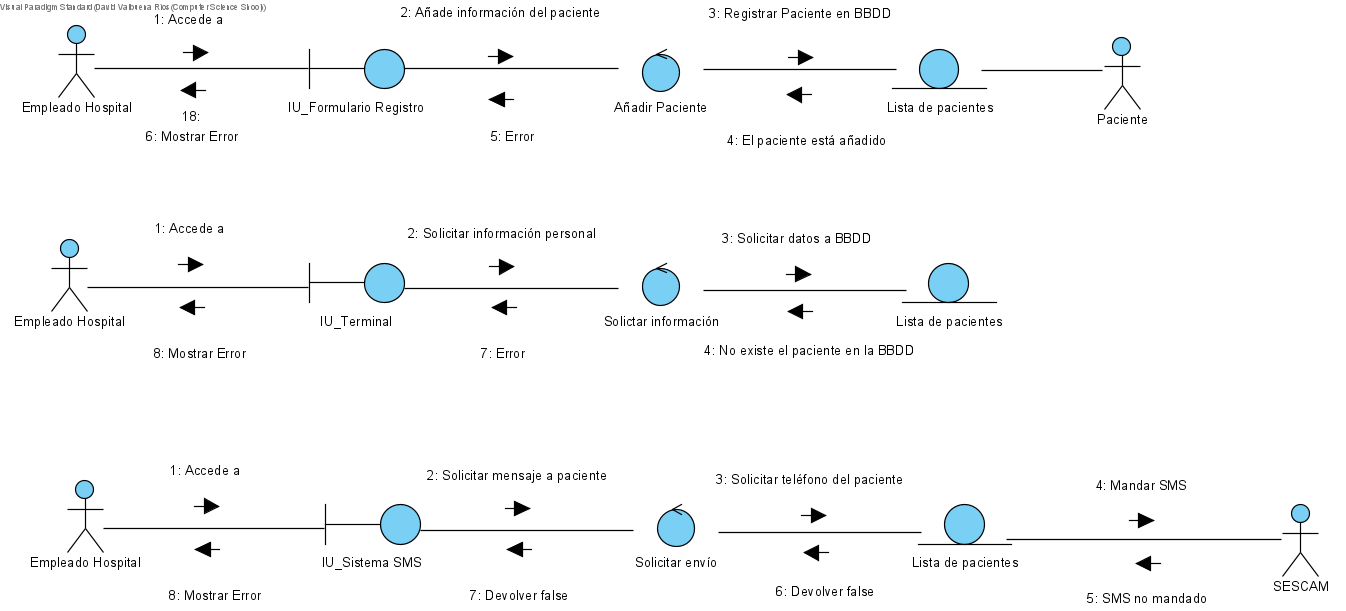 Visual Paradigm Standard(David Valbuena Rios(Computer Science Shool))
1: Accede a
2: Añade información del paciente
3: Registrar Paciente en BBDD
Empleado Hospital
IU_Formulario Registro
Añadir Paciente
Lista de pacientes
Paciente
18:
6: Mostrar Error
5: Error
4: El paciente está añadido
1: Accede a
2: Solicitar información personal
3: Solicitar datos a BBDD
Empleado Hospital
IU_Terminal
Solictar información
Lista de pacientes
8: Mostrar Error
7: Error
4: No existe el paciente en la BBDD
1: Accede a
2: Solicitar mensaje a paciente
3: Solicitar teléfono del paciente
4: Mandar SMS
Empleado Hospital
IU_Sistema SMS
Solicitar envío
Lista de pacientes
SESCAM
8: Mostrar Error
7: Devolver false
6: Devolver false
5: SMS no mandado